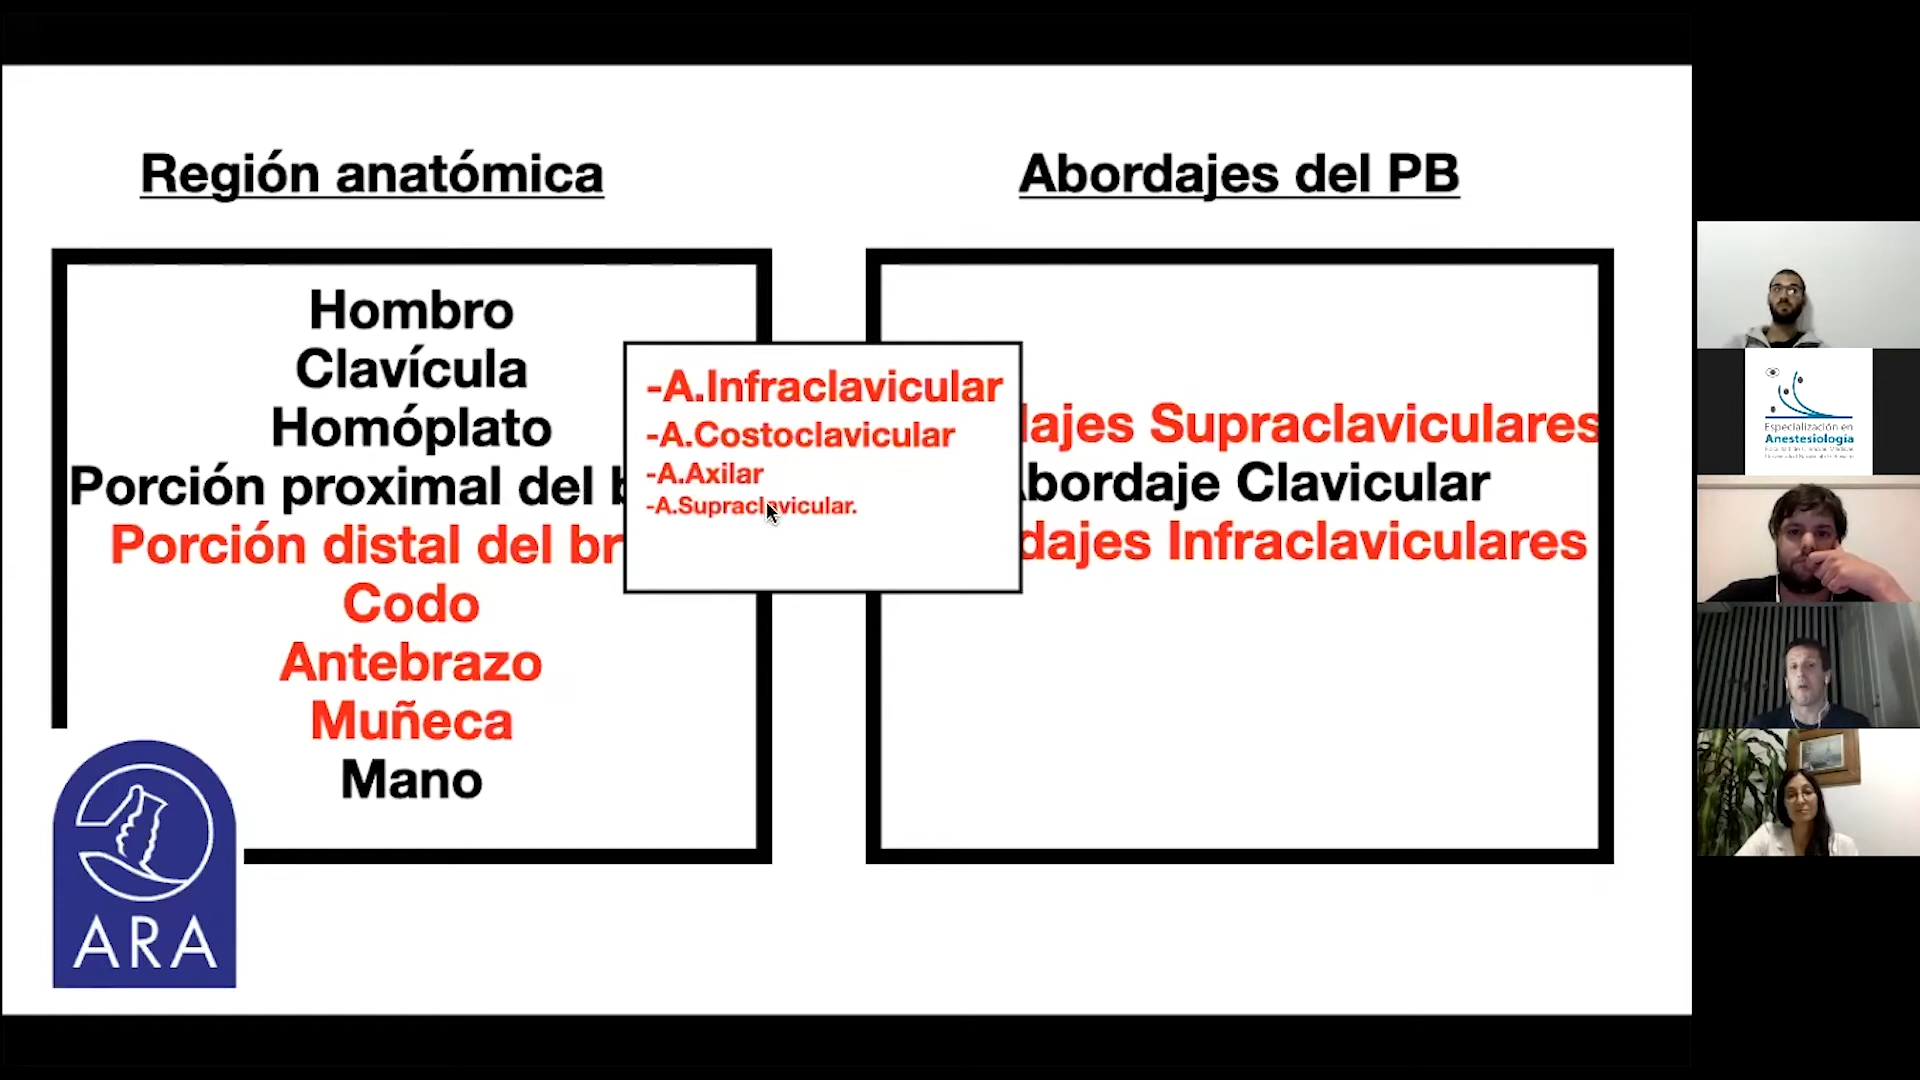 Región anatómica
Abordajes del PB
Hombro
Clavícula
Homóplato
Porción proximal del
Porción distal del br
Codo
Antebrazo
Muñeca
Mano
-A.Infraclavicular
-A.Costoclavicular
-A.Axilar
-A.Supraclavicular.
dajes Supraclaviculares
bordaje Clavicular
dajes Infraclaviculares
ARA
Especialización en
Anestesiología